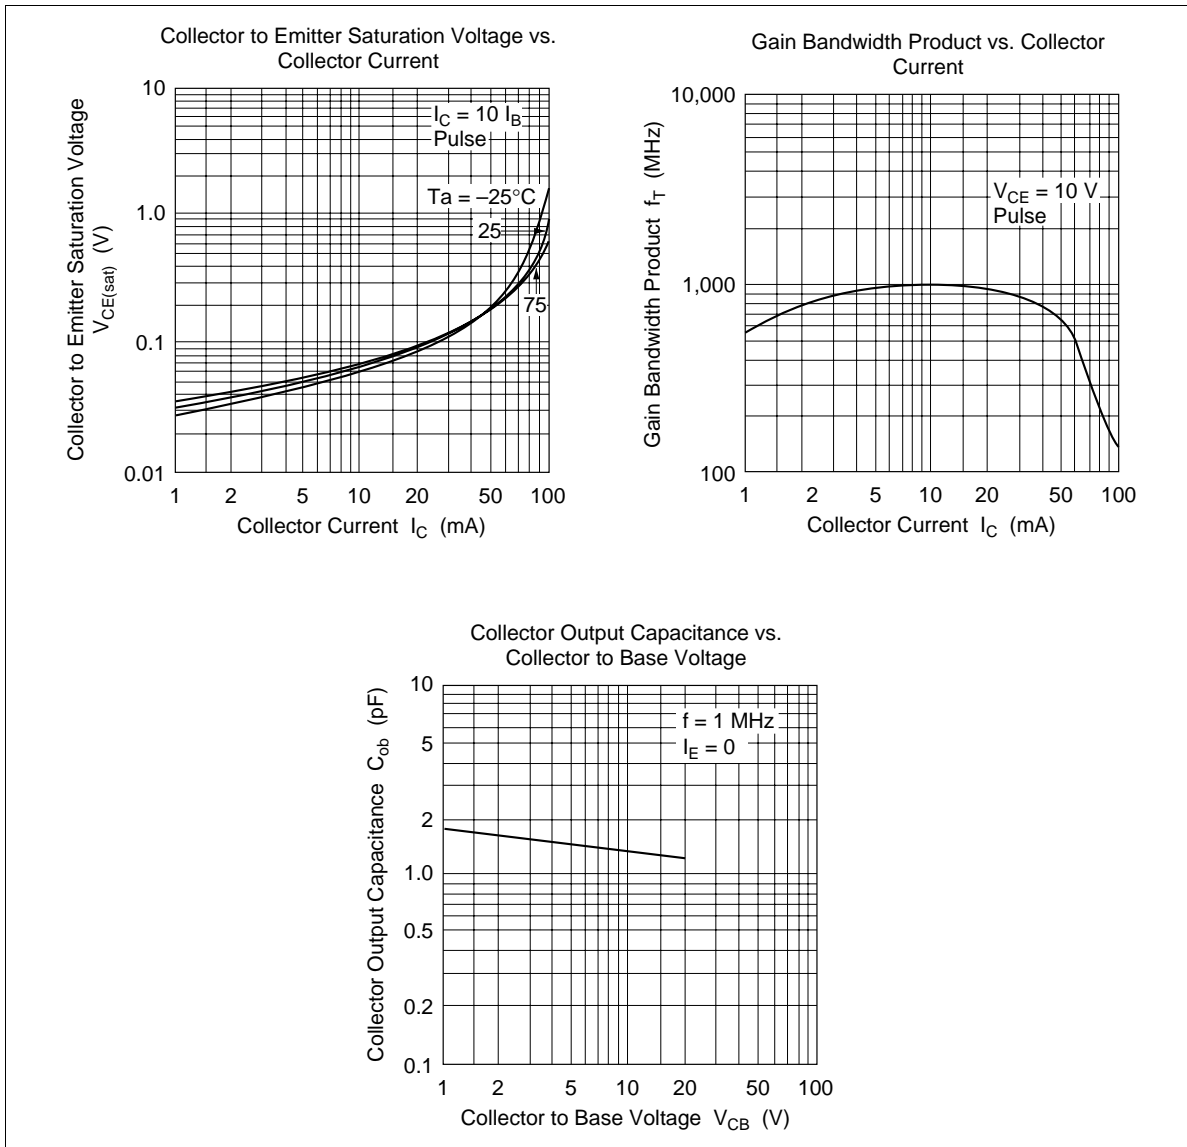 Collector to Emitter Saturation Voltage vs.
Collector Current
Collector to Emitter Saturation Voltage
V_CE(sat) (V)
10
1.0
0.1
0.01
I_C = 10 I_B
Pulse
Ta = –25°C
25
75
1 2 5 10 20 50 100
Collector Current I_C (mA)
Gain Bandwidth Product vs. Collector
Current
Gain Bandwidth Product f_T (MHz)
10,000
1,000
100
V_CE = 10 V
Pulse
1 2 5 10 20 50 100
Collector Current I_C (mA)
Collector Output Capacitance vs.
Collector to Base Voltage
Collector Output Capacitance C_ob (pF)
10
5
2
1.0
0.5
0.2
0.1
f = 1 MHz
I_E = 0
1 2 5 10 20 50 100
Collector to Base Voltage V_CB (V)